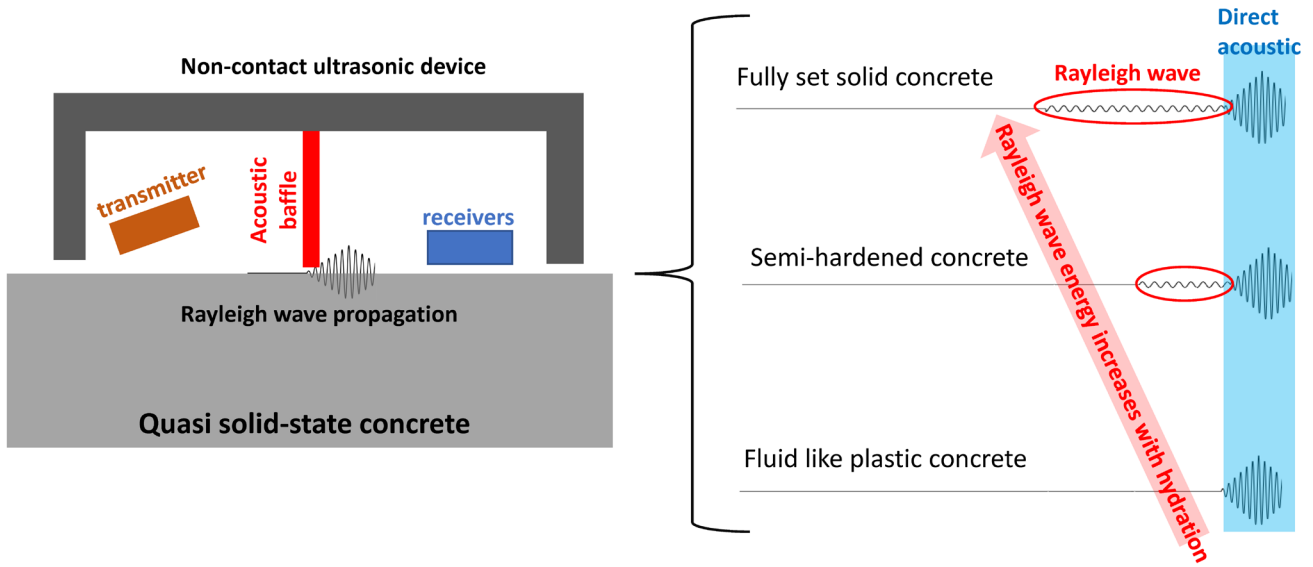 Non-contact ultrasonic device
transmitter
Acoustic
baffle
receivers
Rayleigh wave propagation
Quasi solid-state concrete
Direct
acoustic
Fully set solid concrete
Rayleigh wave
Rayleigh wave energy increases with hydration
Semi-hardened concrete
Fluid like plastic concrete